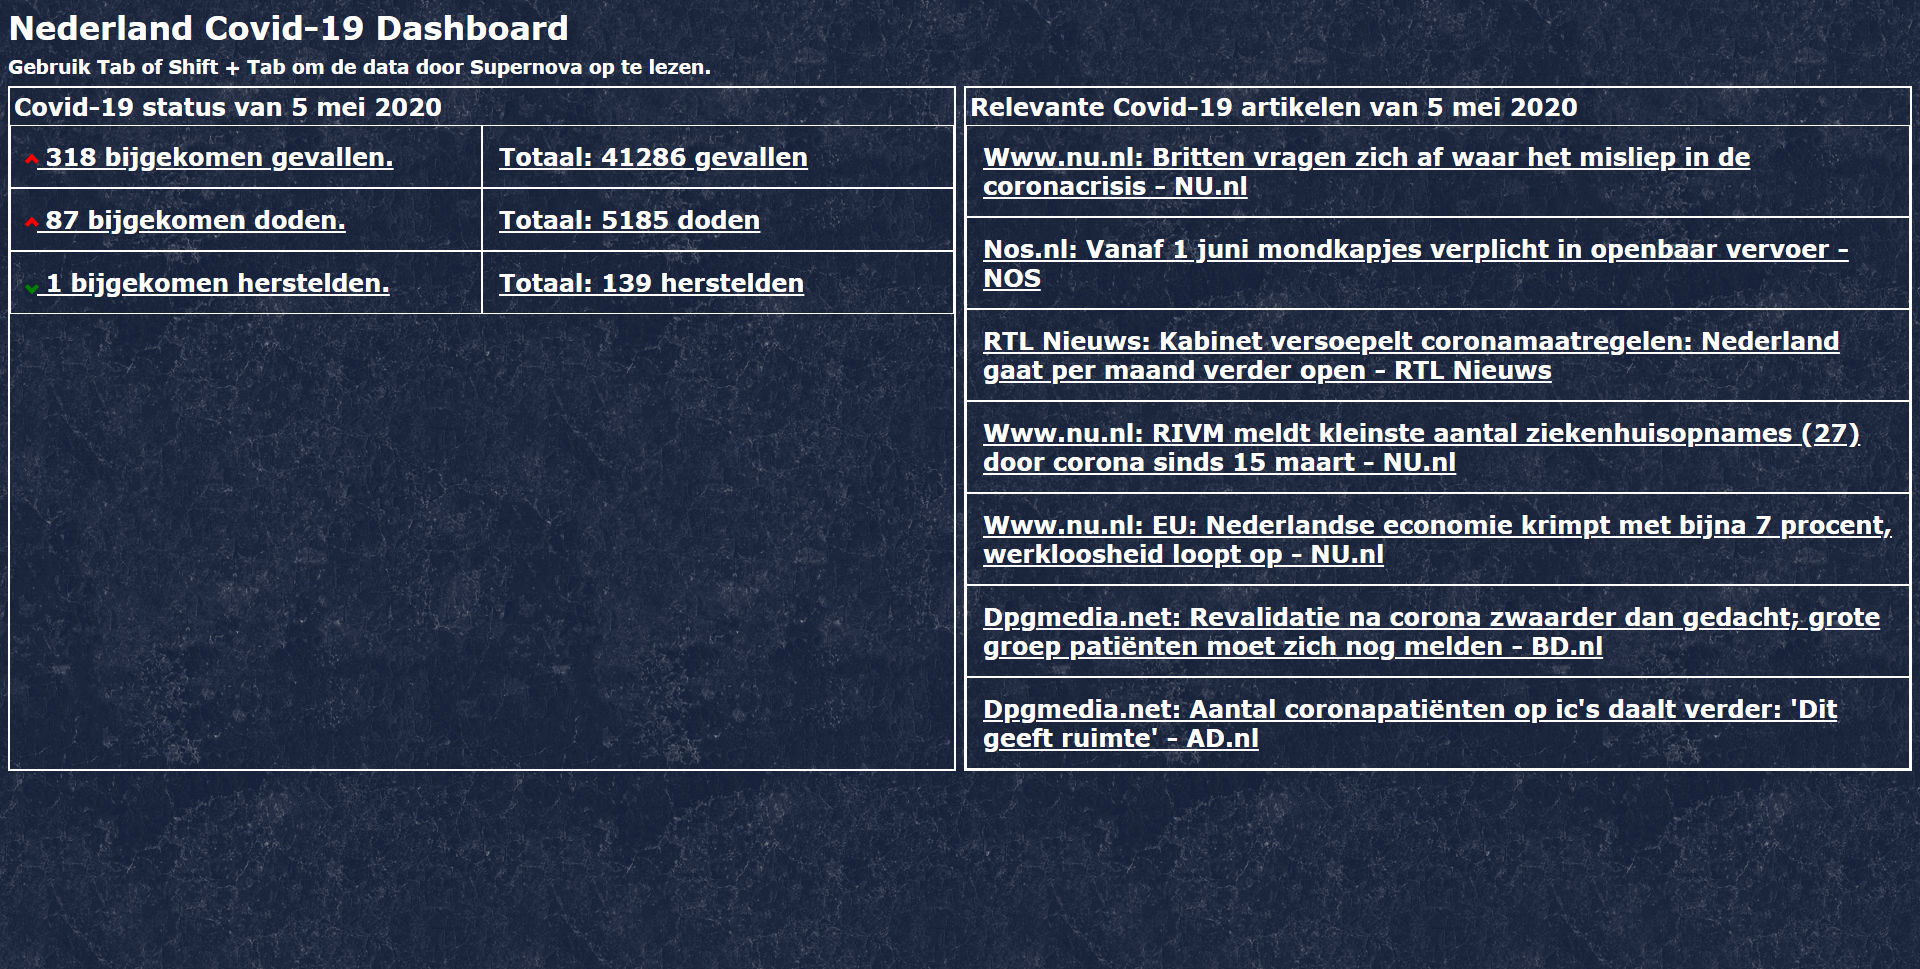 Nederland Covid-19 Dashboard
Gebruik Tab of Shift + Tab om de data door Supernova op te lezen.
Covid-19 status van 5 mei 2020
318 bijgekomen gevallen.
Totaal: 41286 gevallen
87 bijgekomen doden.
Totaal: 5185 doden
1 bijgekomen herstelden.
Totaal: 139 herstelden
Relevante Covid-19 artikelen van 5 mei 2020
Www.nu.nl: Britten vragen zich af waar het misliep in de
coronacrisis - NU.nl
Nos.nl: Vanaf 1 juni mondkapjes verplicht in openbaar vervoer -
NOS
RTL Nieuws: Kabinet versoepelt coronamaatregelen: Nederland
gaat per maand verder open - RTL Nieuws
Www.nu.nl: RIVM meldt kleinste aantal ziekenhuisopnames (27)
door corona sinds 15 maart - NU.nl
Www.nu.nl: EU: Nederlandse economie krimpt met bijna 7 procent,
werkloosheid loopt op - NU.nl
Dpgmedia.net: Revalidatie na corona zwaarder dan gedacht; grote
groep patiënten moet zich nog melden - BD.nl
Dpgmedia.net: Aantal coronapatiënten op ic's daalt verder: 'Dit
geeft ruimte' - AD.nl